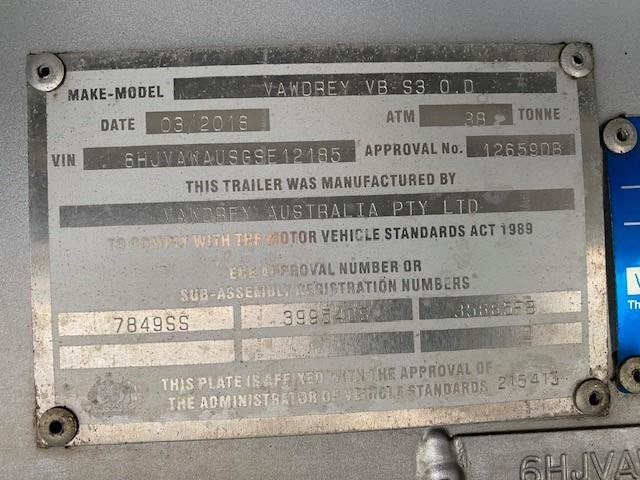 MAKE-MODEL VAWDREY VB S3 O.D
DATE 03/2016 ATM 38 TONNE
VIN 6HJVAWAUSGSE12185 APPROVAL No. 12659DB
THIS TRAILER WAS MANUFACTURED BY
VAWDREY AUSTRALIA PTY LTD
TO COMPLY WITH THE MOTOR VEHICLE STANDARDS ACT 1989
ECE APPROVAL NUMBER OR
SUB-ASSEMBLY REGISTRATION NUMBERS
7849SS
THIS PLATE IS AFFIXED WITH THE APPROVAL OF
THE ADMINISTRATOR OF VEHICLE STANDARDS 215413
6HJVAW